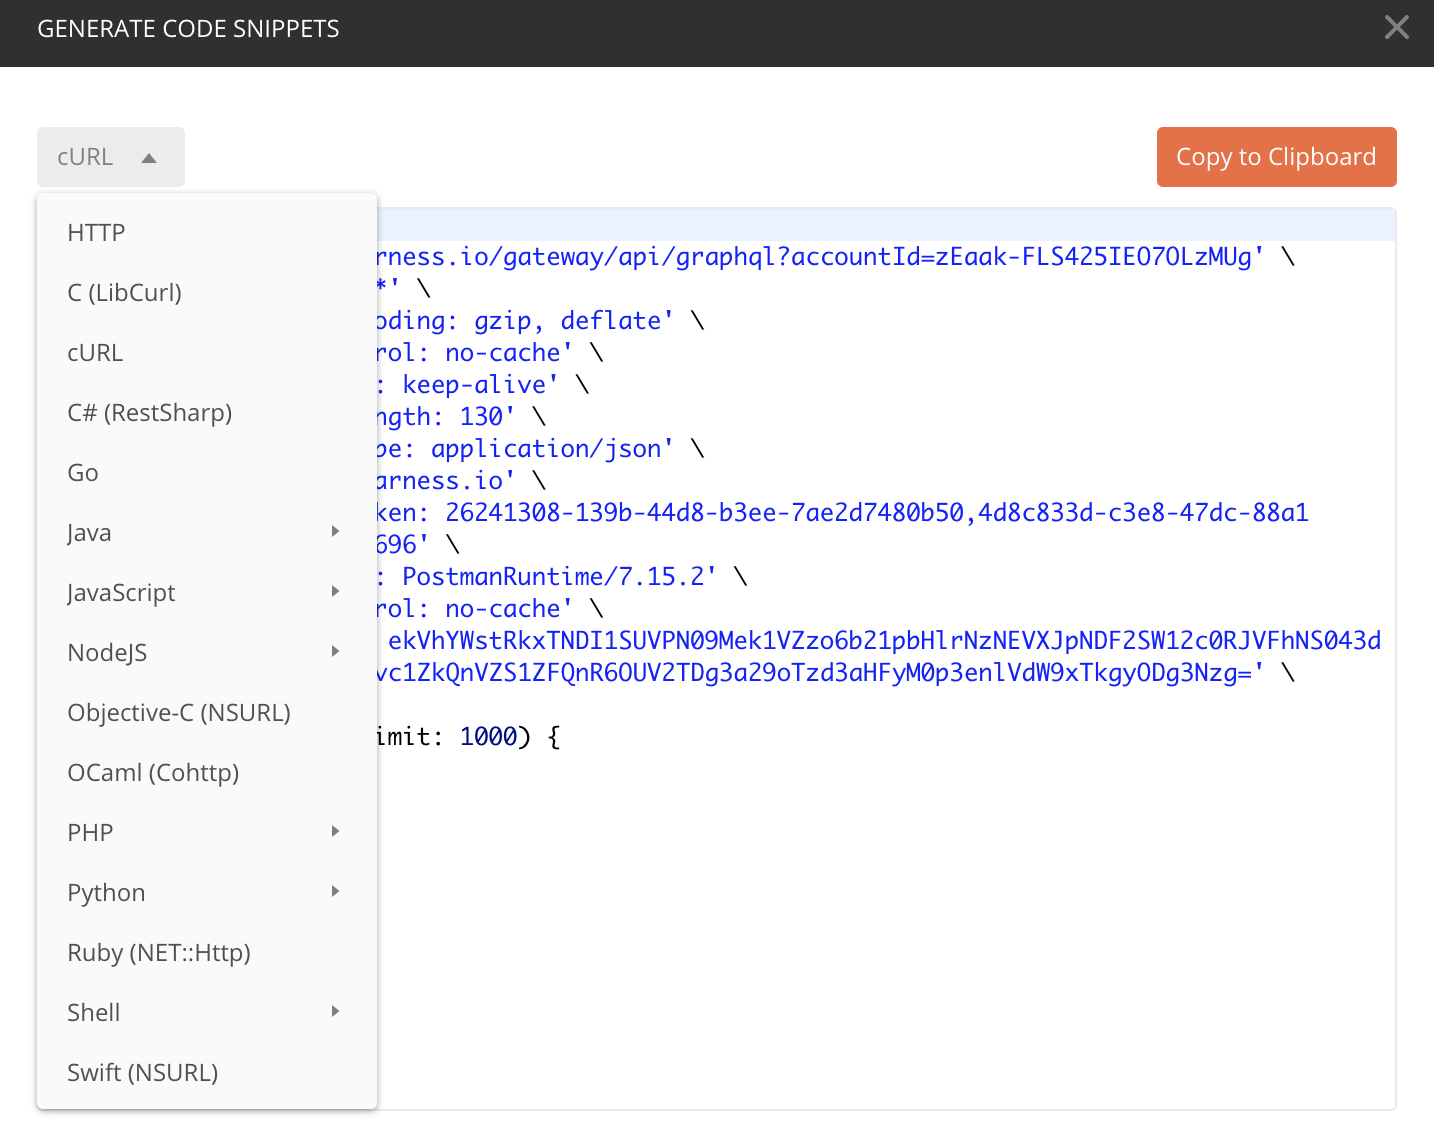 GENERATE CODE SNIPPETS
cURL
Copy to Clipboard
HTTP
C (LibCurl)
cURL
C# (RestSharp)
Go
Java
JavaScript
NodeJS
Objective-C (NSURL)
OCaml (Cohttp)
PHP
Python
Ruby (NET::Http)
Shell
Swift (NSURL)
rness.io/gateway/api/graphql?accountId=zEaak-FLS425IEO7OLzMUg' \
*' \
oding: gzip, deflate' \
rol: no-cache' \
: keep-alive' \
ngth: 130' \
pe: application/json' \
arness.io' \
ken: 26241308-139b-44d8-b3ee-7ae2d7480b50,4d8c833d-c3e8-47dc-88a1
696' \
: PostmanRuntime/7.15.2' \
rol: no-cache' \
ekVhYWstRkxTNDI1SUVPN09Mek1VZzo6b21pbHlrNzNEVXJpNDF2SW12c0RJVFhNS043d
vc1ZkQnVZS1ZFQnR6OUV2TDg3a29oTzd3aHFyM0p3enlVdW9xTkgyODg3Nzg=' \
imit: 1000) {